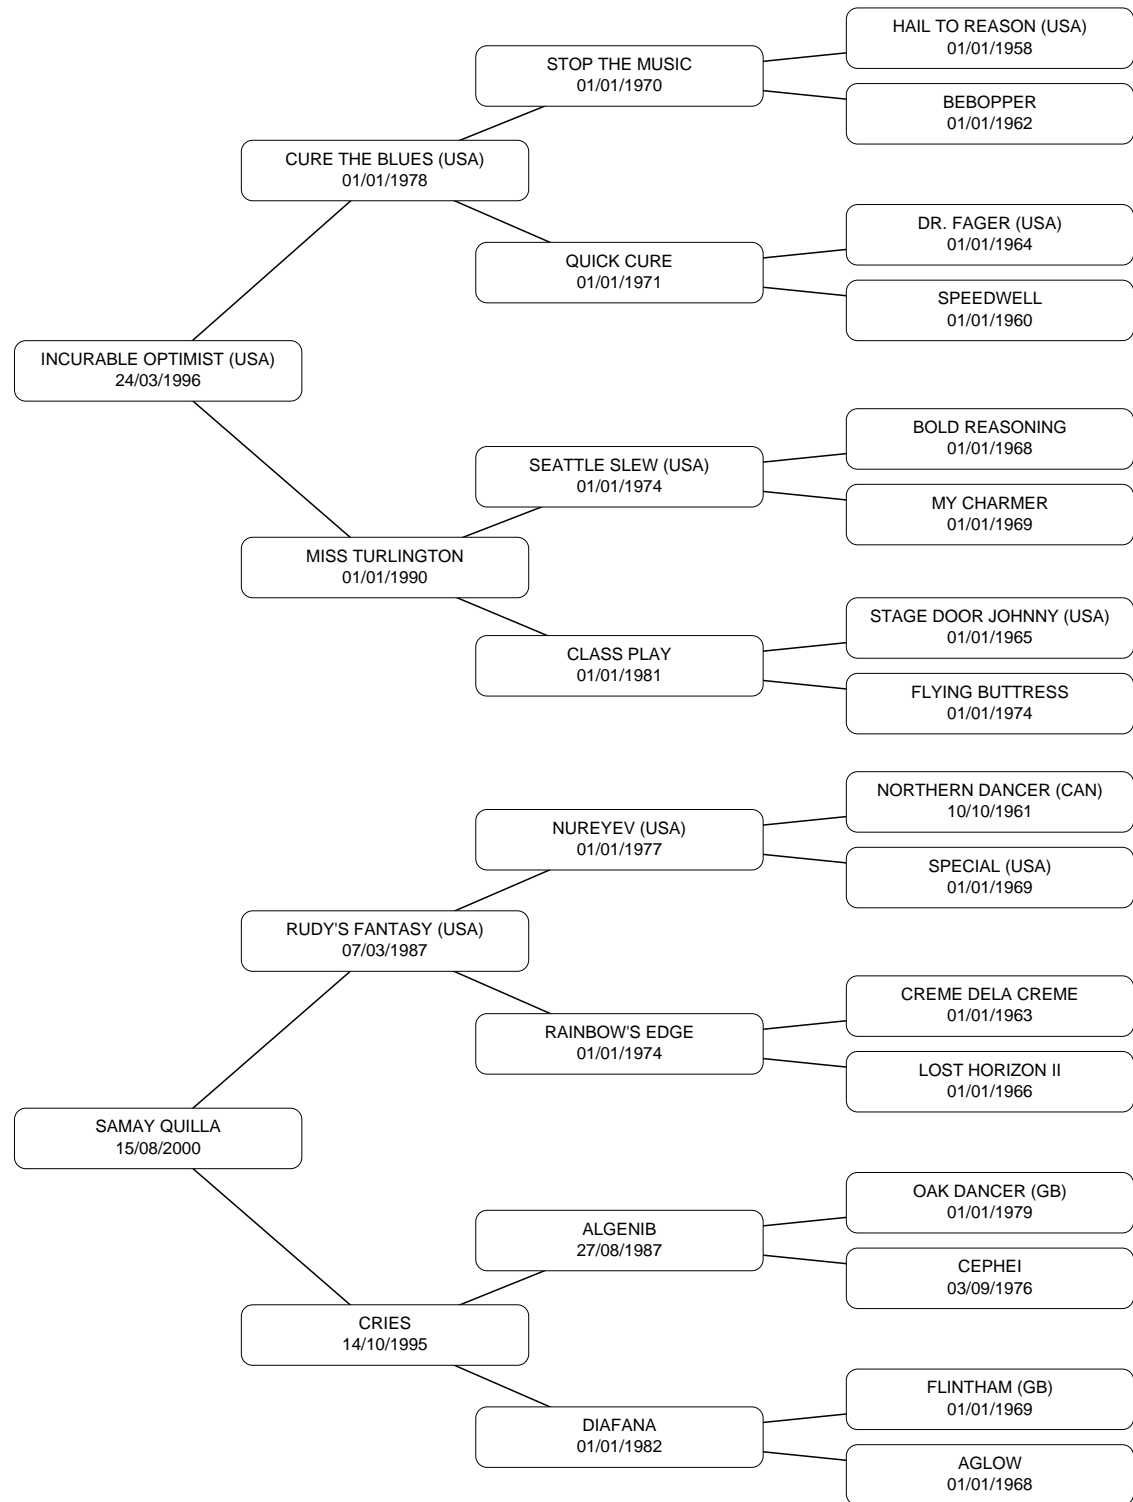 HAIL TO REASON (USA)
01/01/1958
STOP THE MUSIC
01/01/1970
BEBOPPER
01/01/1962
CURE THE BLUES (USA)
01/01/1978
DR. FAGER (USA)
01/01/1964
QUICK CURE
01/01/1971
SPEEDWELL
01/01/1960
INCURABLE OPTIMIST (USA)
24/03/1996
BOLD REASONING
01/01/1968
SEATTLE SLEW (USA)
01/01/1974
MY CHARMER
01/01/1969
MISS TURLINGTON
01/01/1990
STAGE DOOR JOHNNY (USA)
01/01/1965
CLASS PLAY
01/01/1981
FLYING BUTTRESS
01/01/1974
NORTHERN DANCER (CAN)
10/10/1961
NUREYEV (USA)
01/01/1977
SPECIAL (USA)
01/01/1969
RUDY'S FANTASY (USA)
07/03/1987
CREME DELA CREME
01/01/1963
RAINBOW'S EDGE
01/01/1974
LOST HORIZON II
01/01/1966
SAMAY QUILLA
15/08/2000
OAK DANCER (GB)
01/01/1979
ALGENIB
27/08/1987
CEPHEI
03/09/1976
CRIES
14/10/1995
FLINTHAM (GB)
01/01/1969
DIAFANA
01/01/1982
AGLOW
01/01/1968